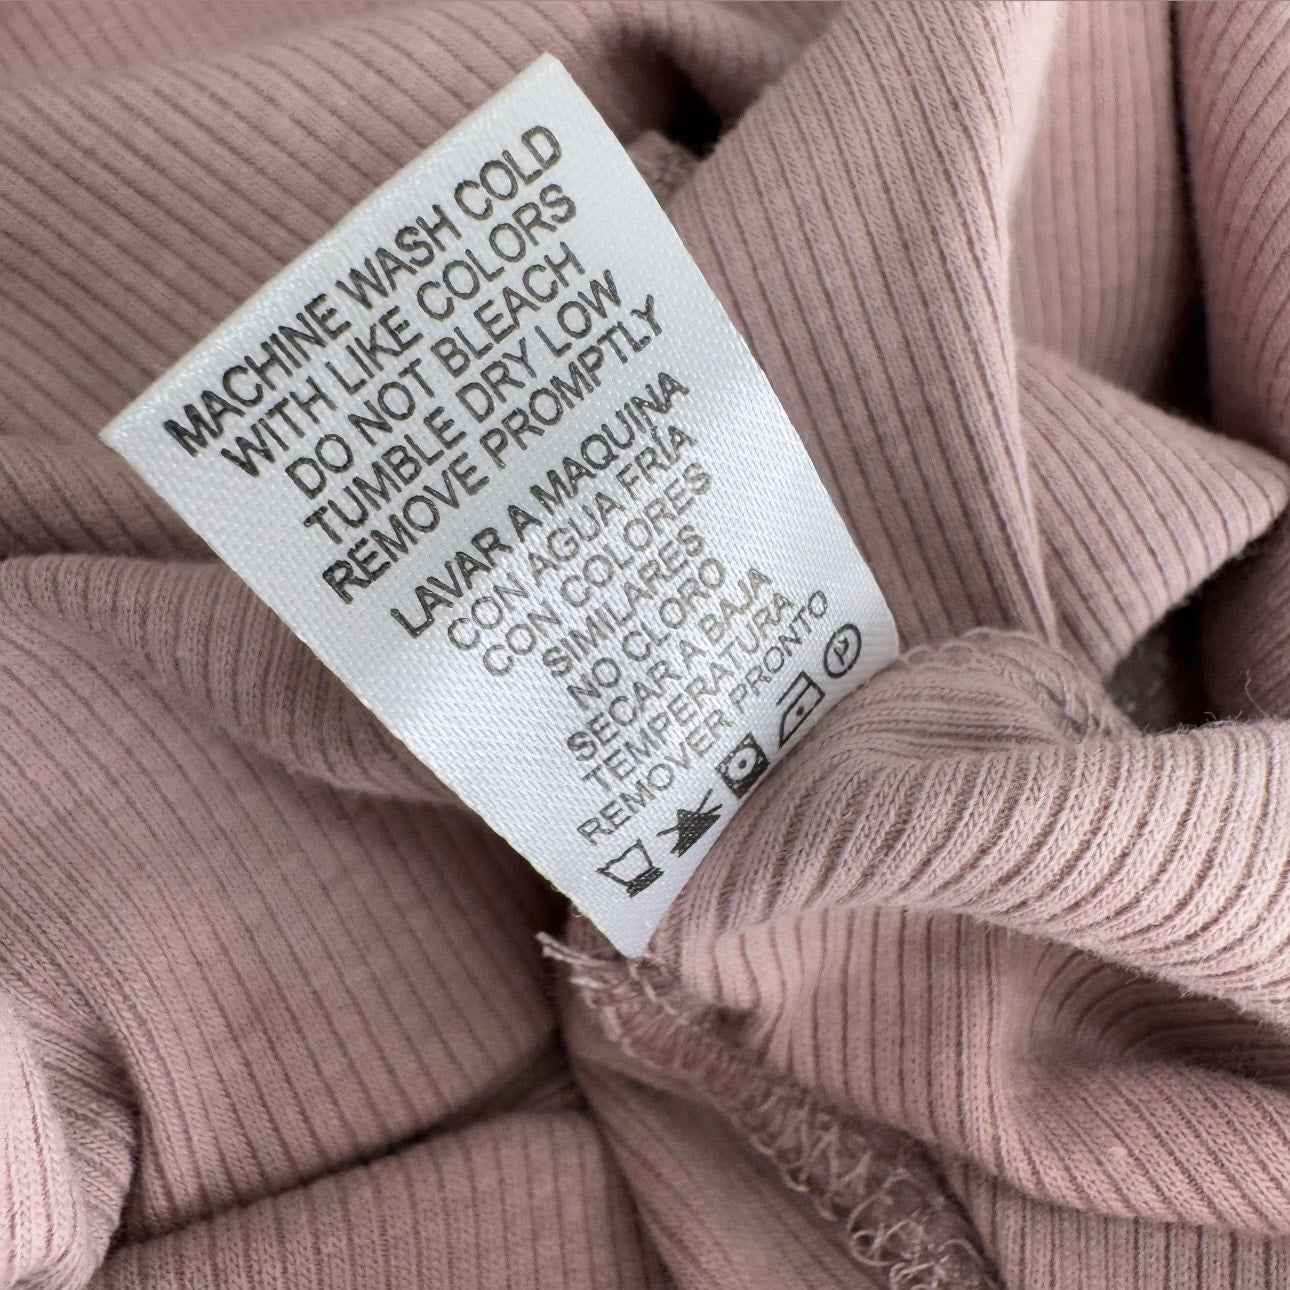 MACHINE WASH COLD
WITH LIKE COLORS
DO NOT BLEACH
TUMBLE DRY LOW
REMOVE PROMPTLY
LAVAR A MAQUINA
CON AGUA FRÍA
CON COLORES
SIMILARES
NO CLORO
SECAR A BAJA
TEMPERATURA
REMOVER PRONTO
P